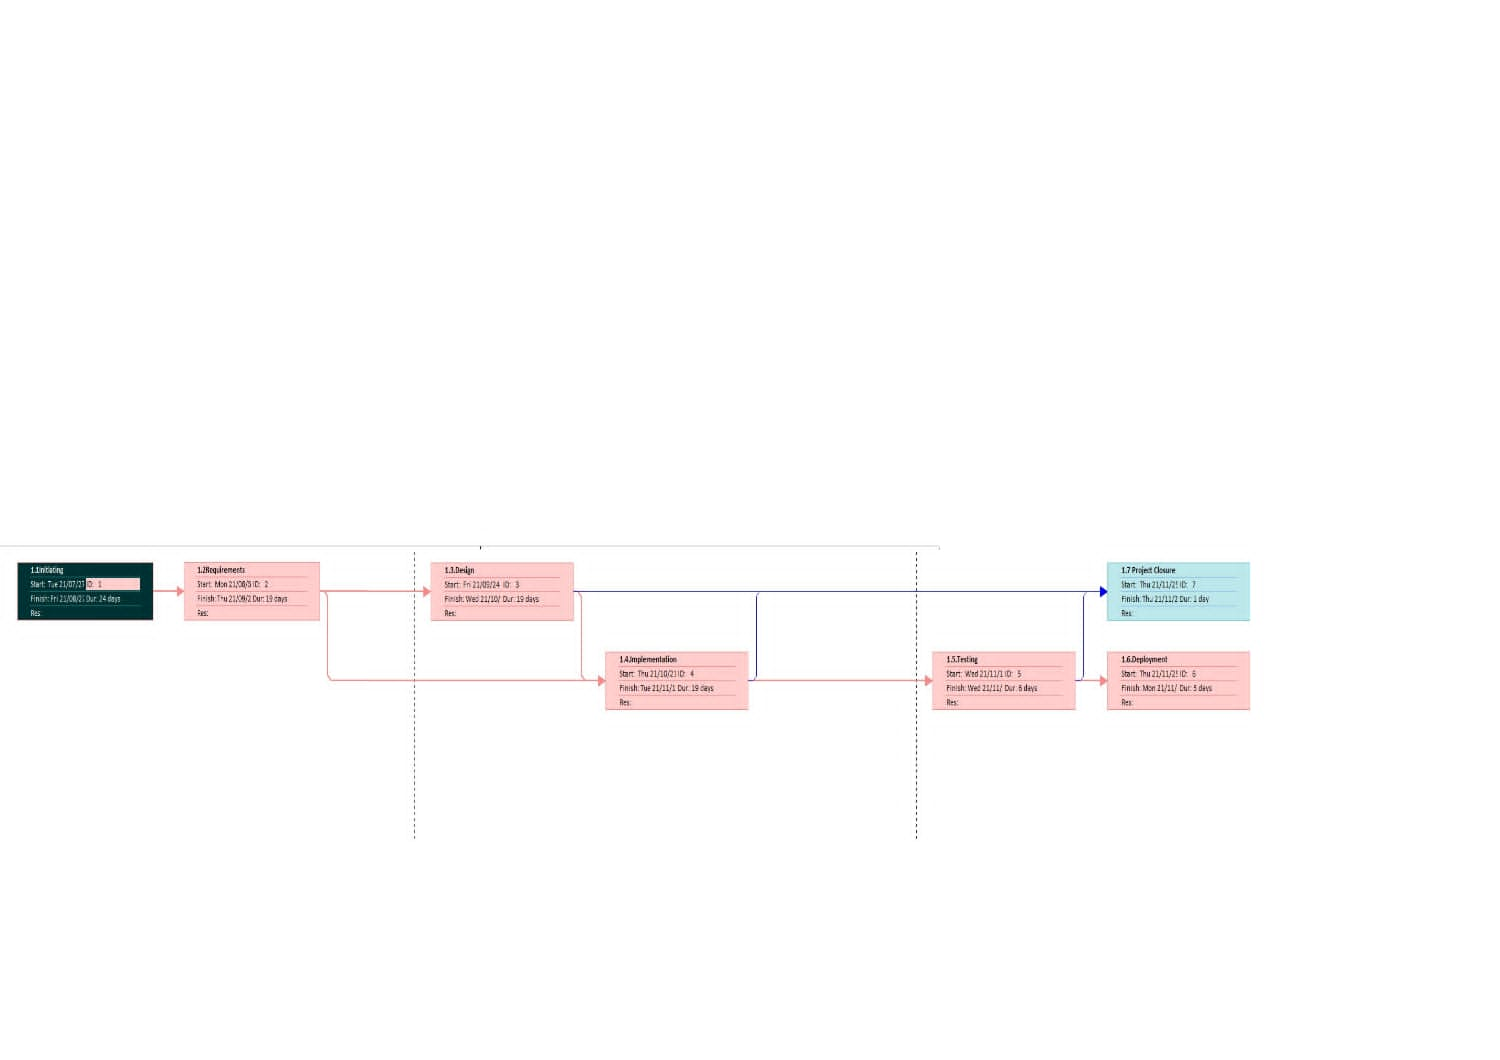 1.1Initiating
Start: Tue 21/07/27 ID: 1
Finish: Fri 21/08/2 Dur: 24 days
Res:
1.2Requirements
Start: Mon 21/08/3 ID: 2
Finish: Thu 21/09/2 Dur: 19 days
Res:
1.3.Design
Start: Fri 21/09/24 ID: 3
Finish: Wed 21/10/ Dur: 19 days
Res:
1.7 Project Closure
Start: Thu 21/11/2 ID: 7
Finish: Thu 21/11/2 Dur: 1 day
Res:
1.4.Implementation
Start: Thu 21/10/21 ID: 4
Finish: Tue 21/11/1 Dur: 19 days
Res:
1.5.Testing
Start: Wed 21/11/1 ID: 5
Finish: Wed 21/11/ Dur: 6 days
Res:
1.6.Deployment
Start: Thu 21/11/2 ID: 6
Finish: Mon 21/11/ Dur: 3 days
Res: